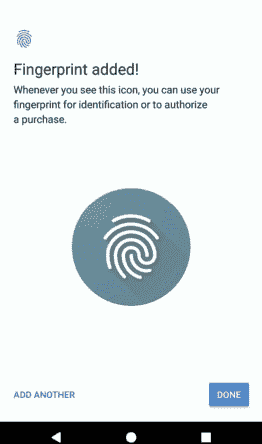 Fingerprint added!
Whenever you see this icon, you can use your
fingerprint for identification or to authorize
a purchase.
ADD ANOTHER
DONE